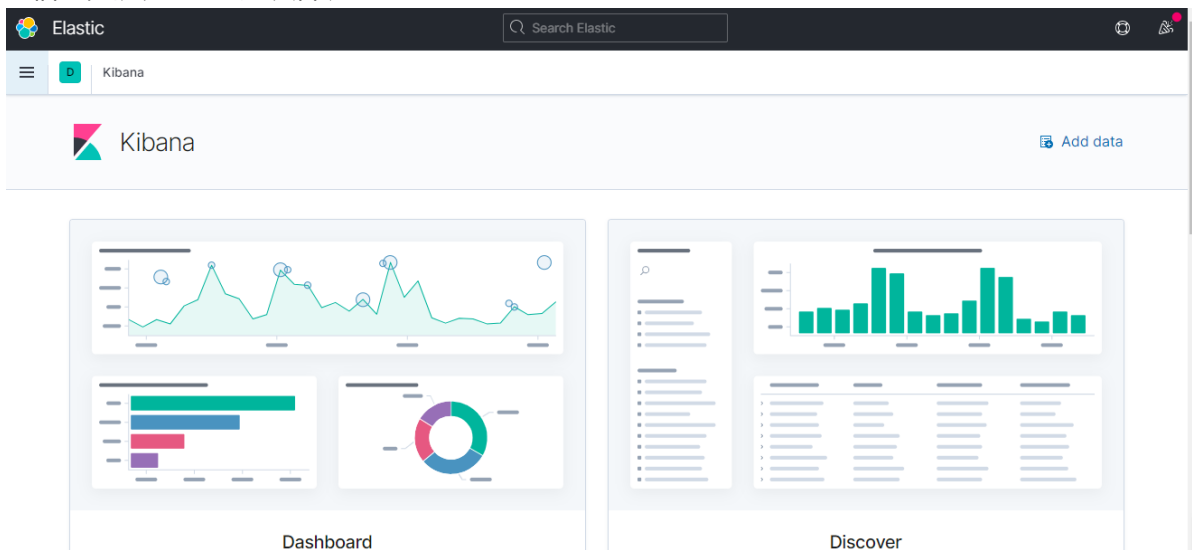 Elastic
Search Elastic
D
Kibana
Kibana
Add data
Dashboard
Discover